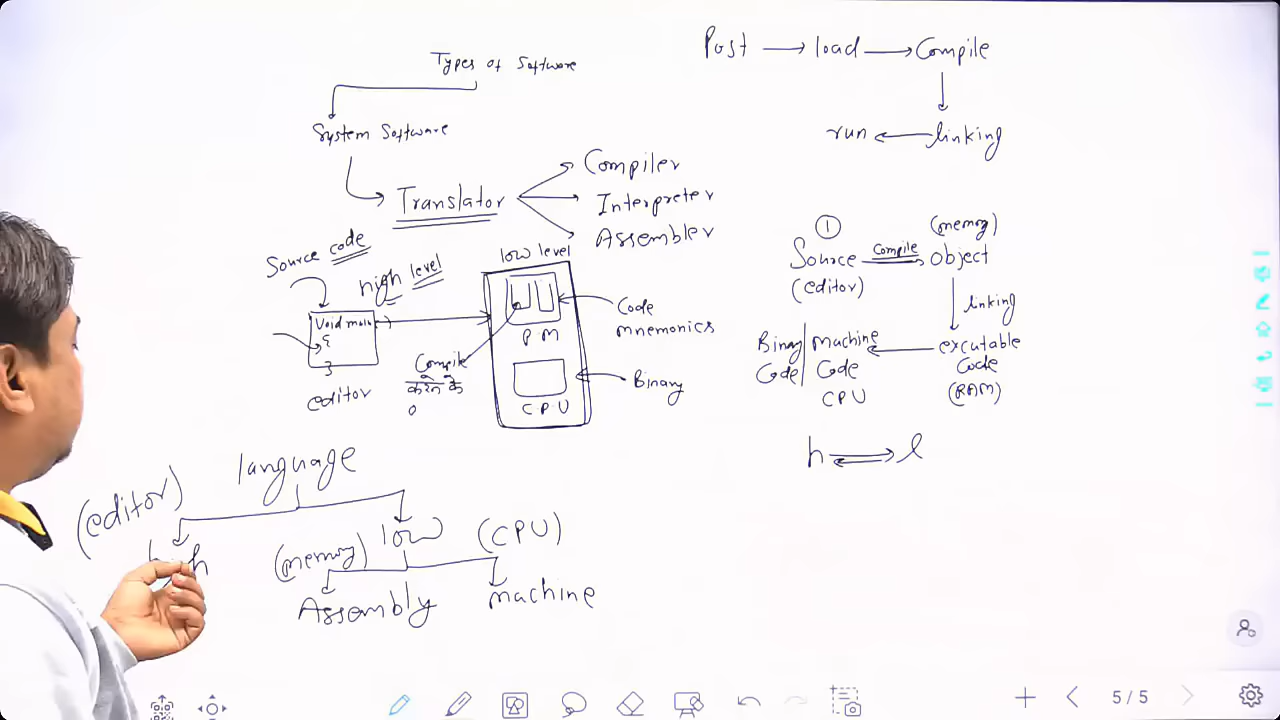 Types of Software
System Software
Translator
Compiler
Interpreter
Assembler
Source code
high level
low level
Void main
{
}
editor
P M
Code
mnemonics
Compile
करने के
C P U
Binary
language
(editor)
low
(CPU)
(memory)
Assembly
machine
Post → load → Compile
run ← linking
1
Source Compile object
(editor)
(memory)
linking
excutable
Code
(RAM)
Binary
Code
machine
Code
CPU
h ⇌ l
5 / 5